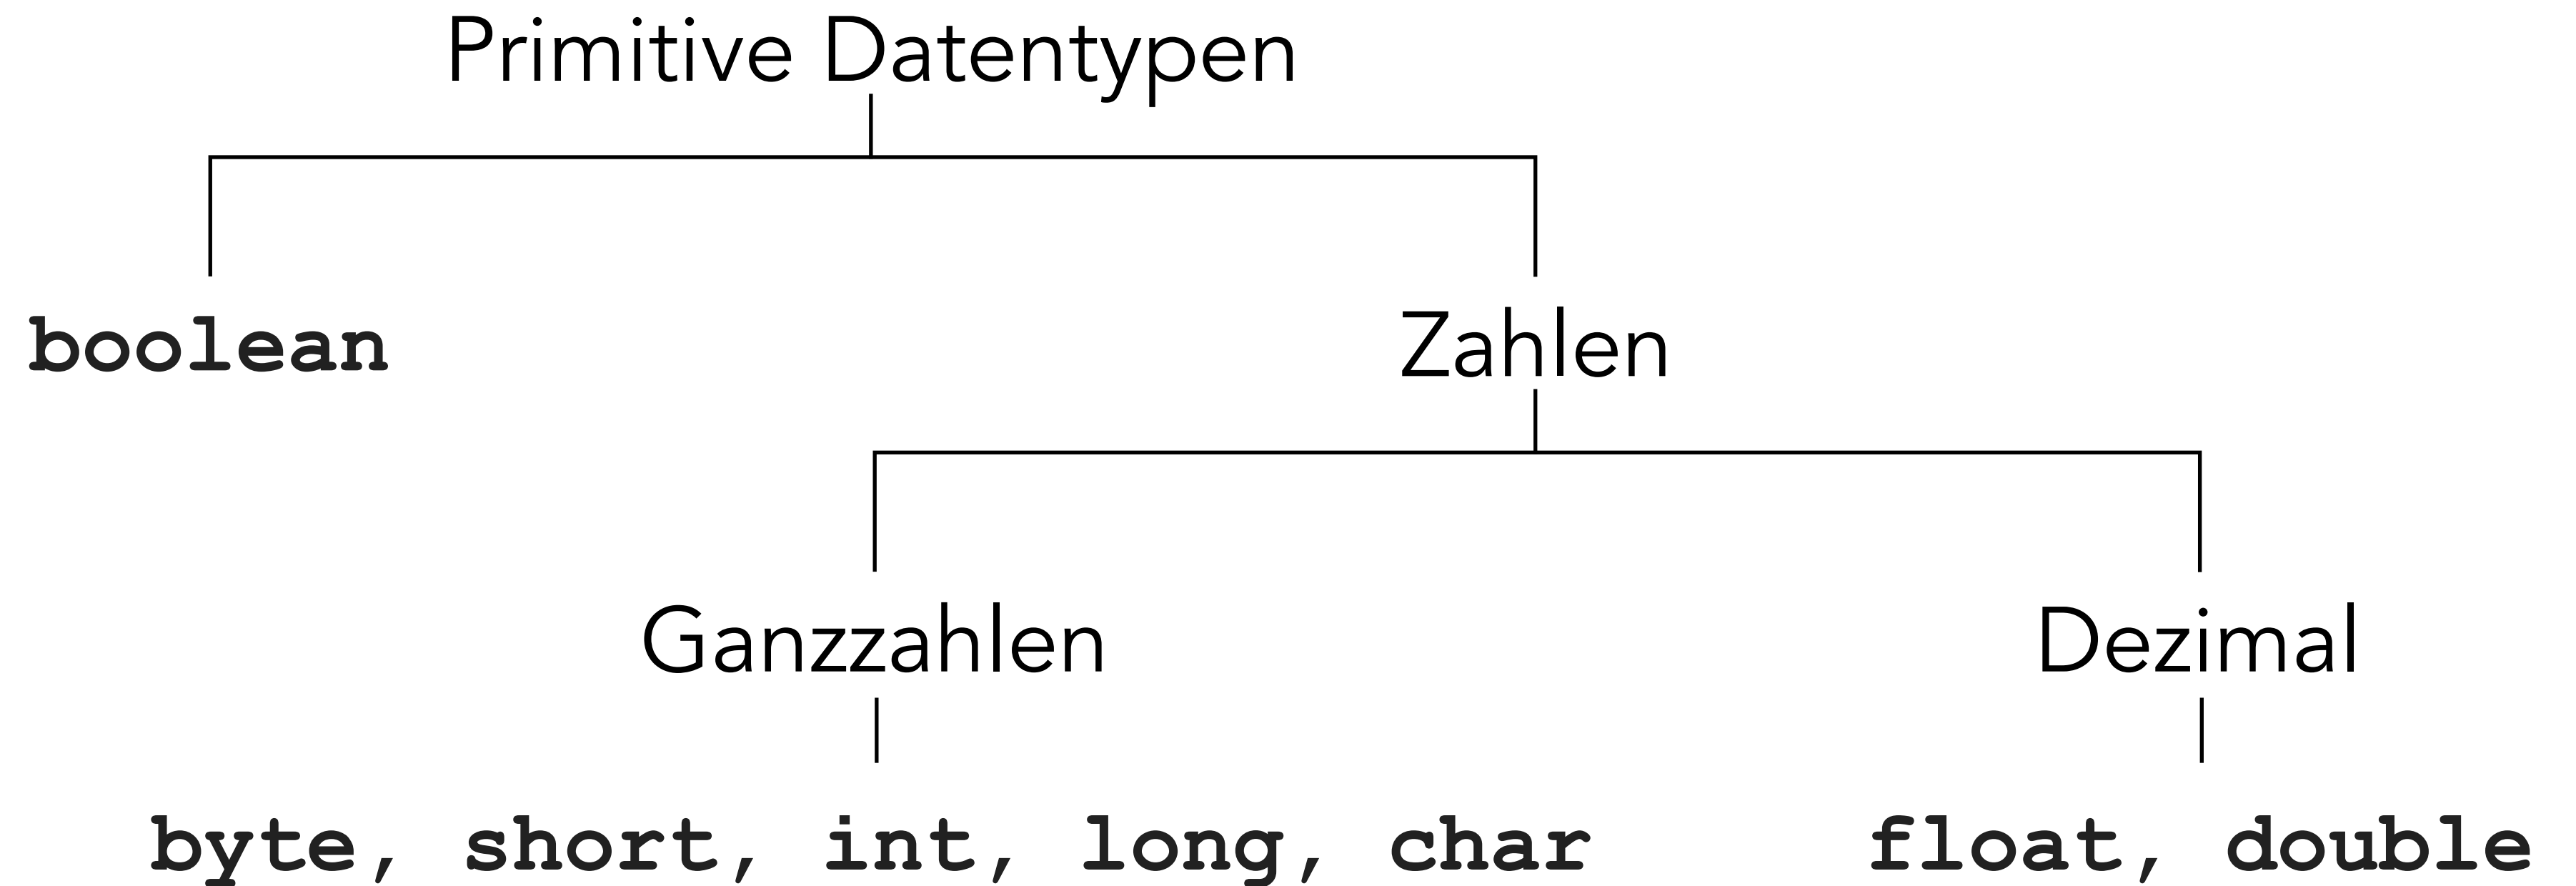 Primitive Datentypen
boolean
Zahlen
Ganzzahlen
Dezimal
byte, short, int, long, char
float, double